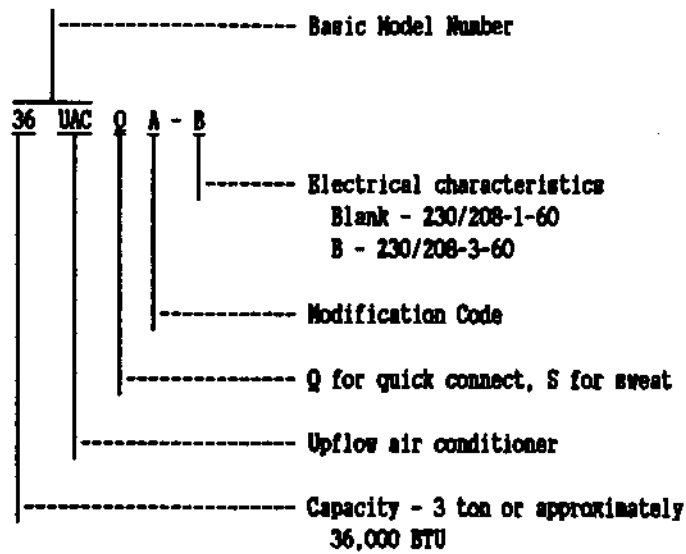 Basic Model Number
36 UAC Q A - B
Electrical characteristics
Blank - 230/208-1-60
B - 230/208-3-60
Modification Code
Q for quick connect, S for sweat
Upflow air conditioner
Capacity - 3 ton or approximately
36,000 BTU